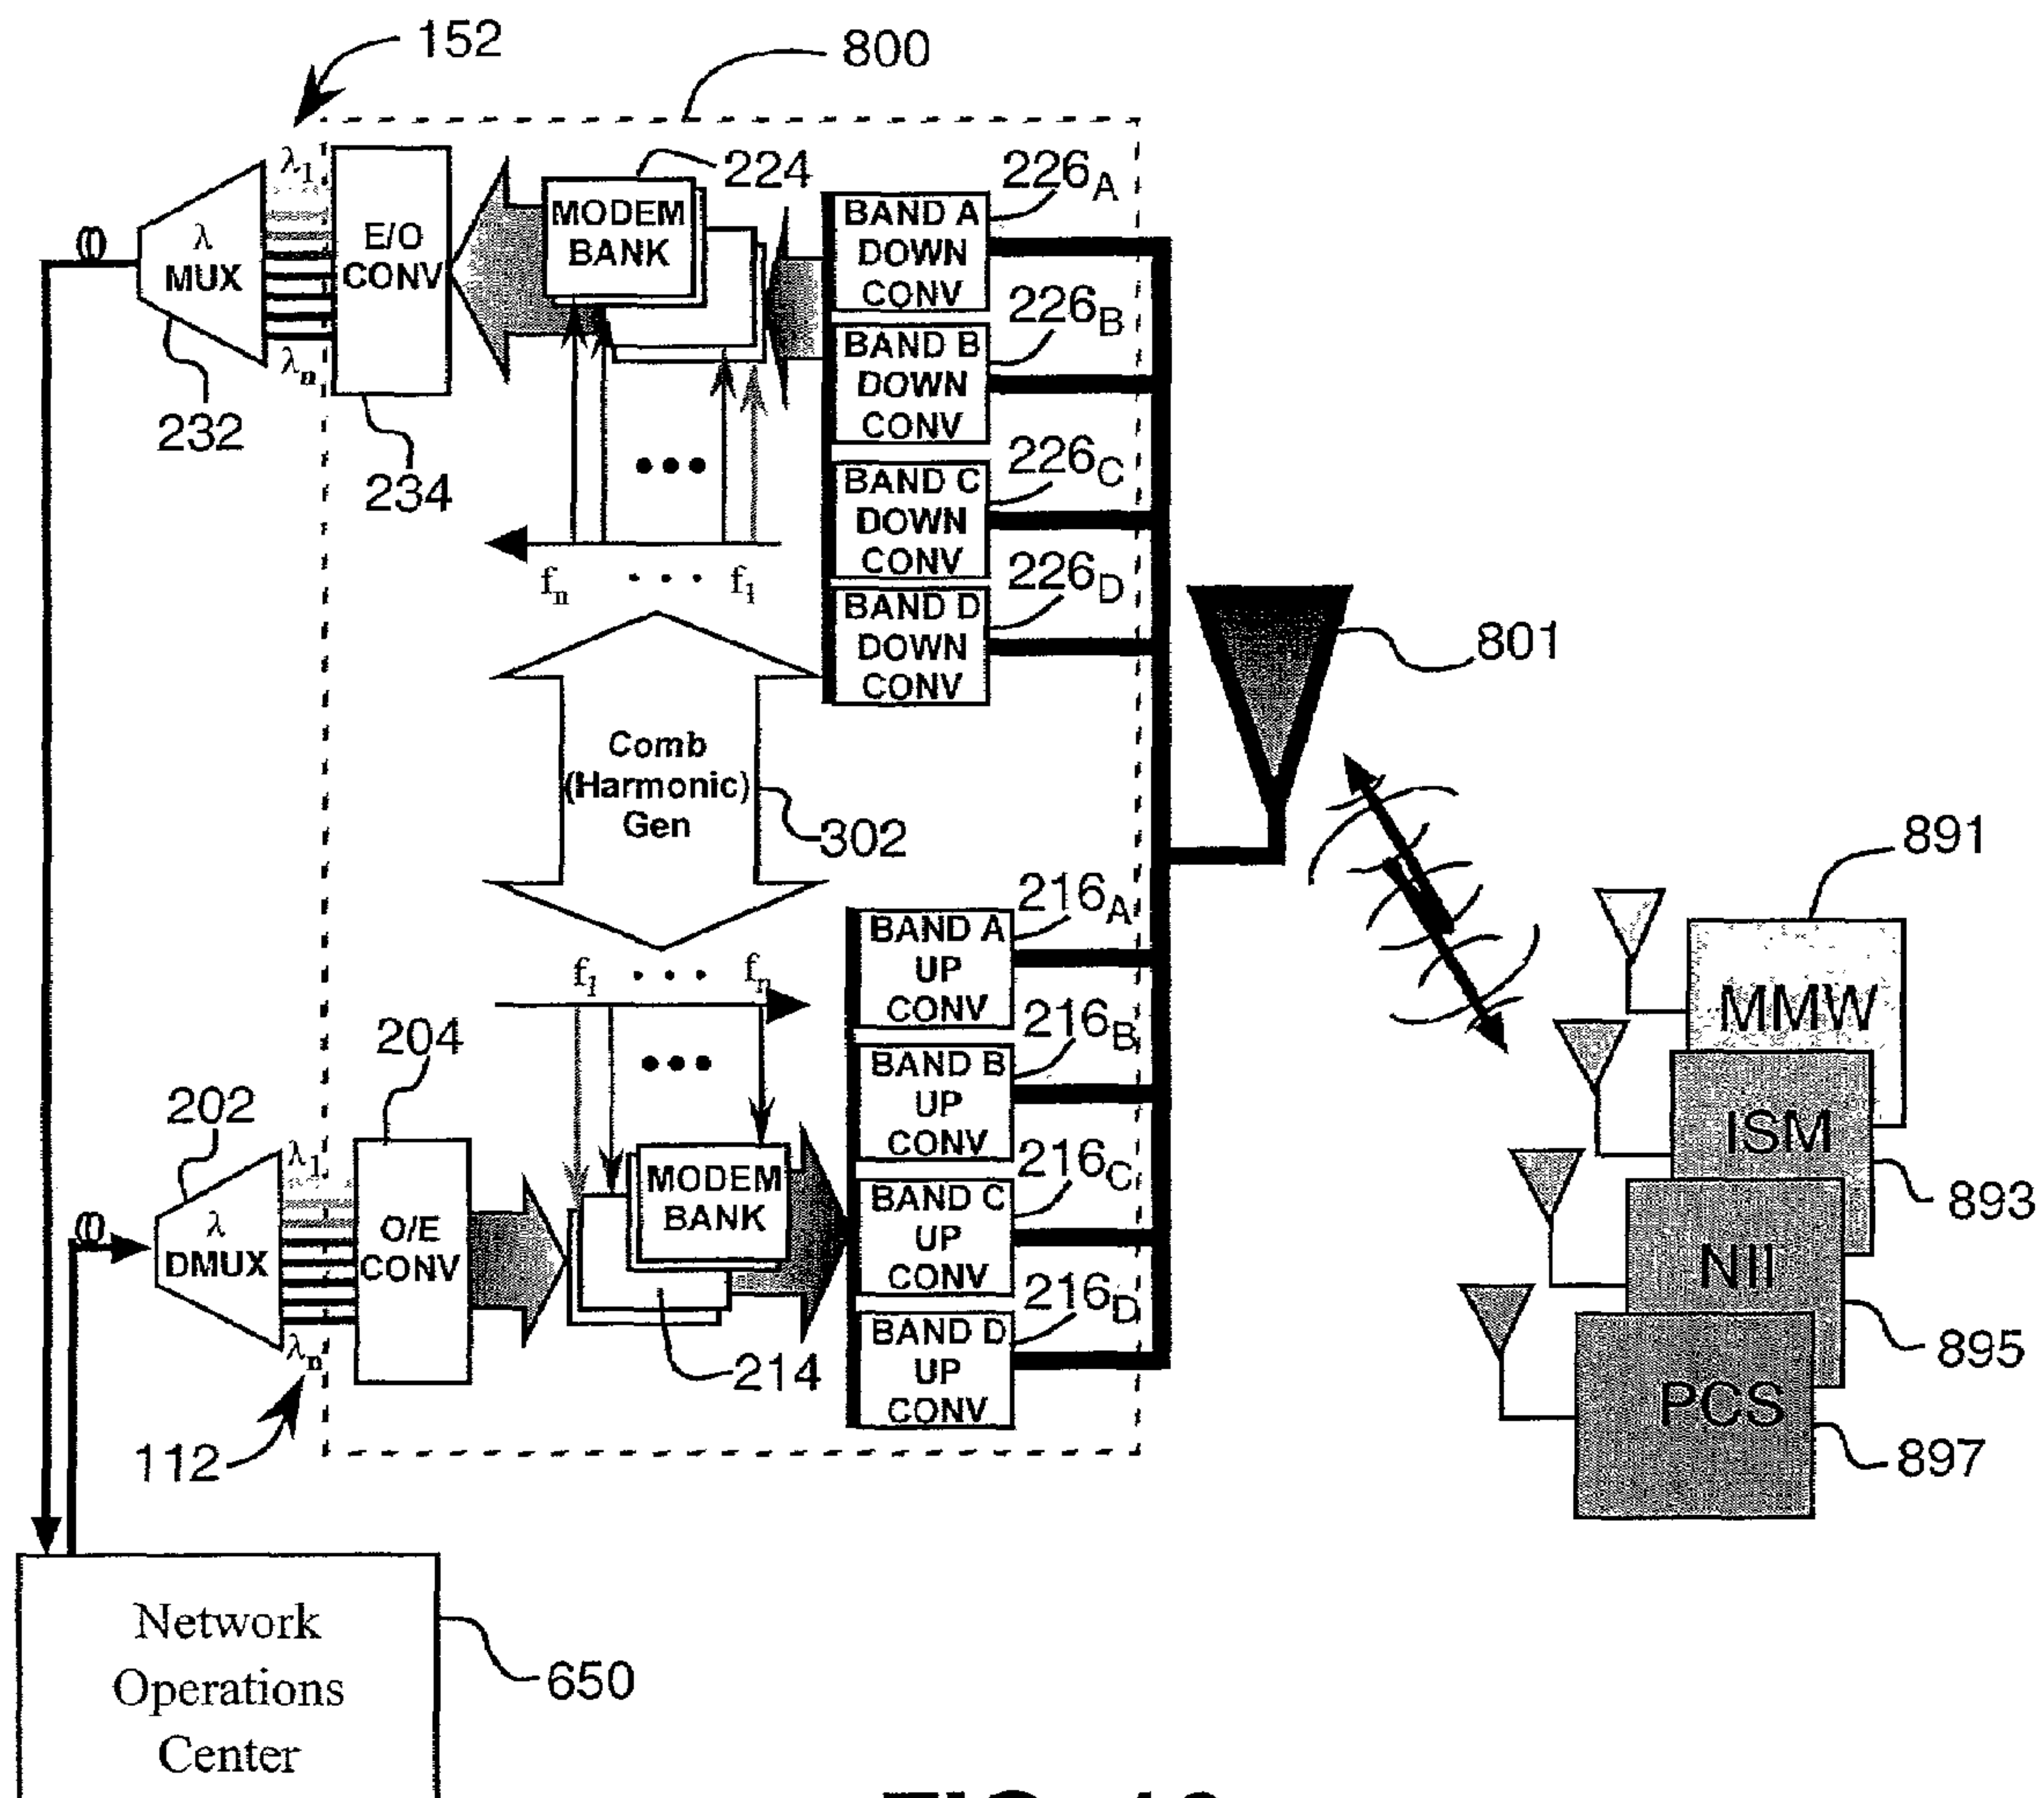 152
800
λ1
224
226A
MODEM
BANK
BAND A
DOWN
CONV
λ
MUX
E/O
CONV
226B
BAND B
DOWN
CONV
λn
232
234
226C
BAND C
DOWN
CONV
fn • • • f1
226D
BAND D
DOWN
CONV
801
Comb
(Harmonic)
Gen
302
891
216A
BAND A
UP
CONV
f1 • • • fn
MMW
204
216B
BAND B
UP
CONV
202
λ1
ISM
893
MODEM
BANK
216C
BAND C
UP
CONV
λ
DMUX
O/E
CONV
NII
895
λn
214
216D
BAND D
UP
CONV
PCS
897
112
Network
Operations
Center
650